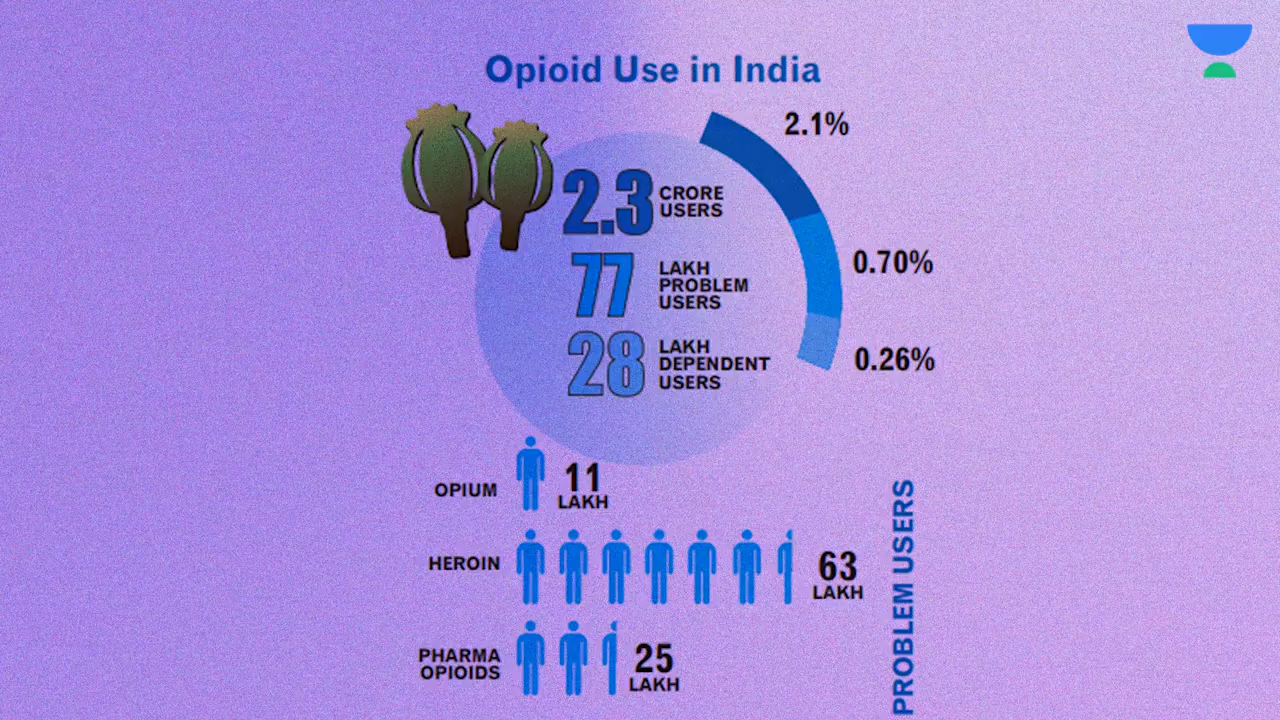 Opioid Use in India
2.3 CRORE
USERS
2.1%
77 LAKH
PROBLEM
USERS
0.70%
28 LAKH
DEPENDENT
USERS
0.26%
OPIUM
11
LAKH
HEROIN
63
LAKH
PHARMA
OPIOIDS
25
LAKH
PROBLEM USERS